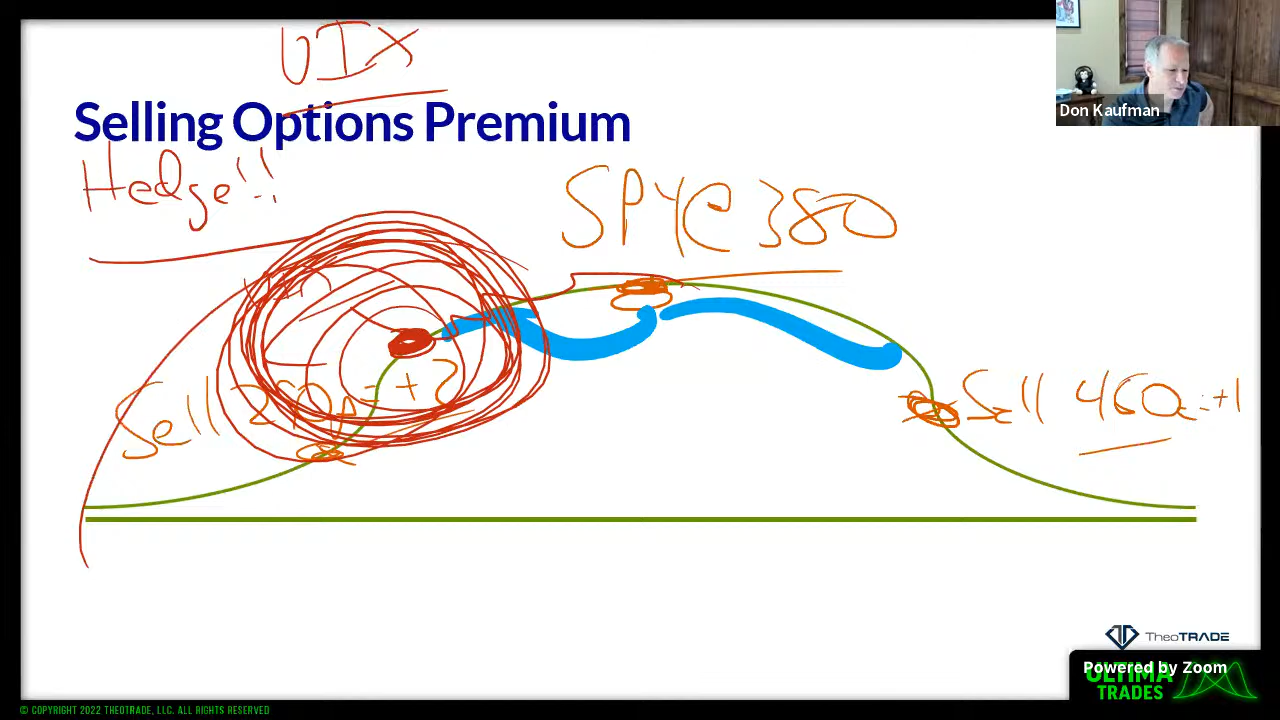 VIX
Selling Options Premium
Hedge!!
SPY @ 380
Sell 460c = +1
Don Kaufman
TheoTRADE
Powered by Zoom
ULTIMA
TRADES
© COPYRIGHT 2022 THEOTRADE, LLC. ALL RIGHTS RESERVED